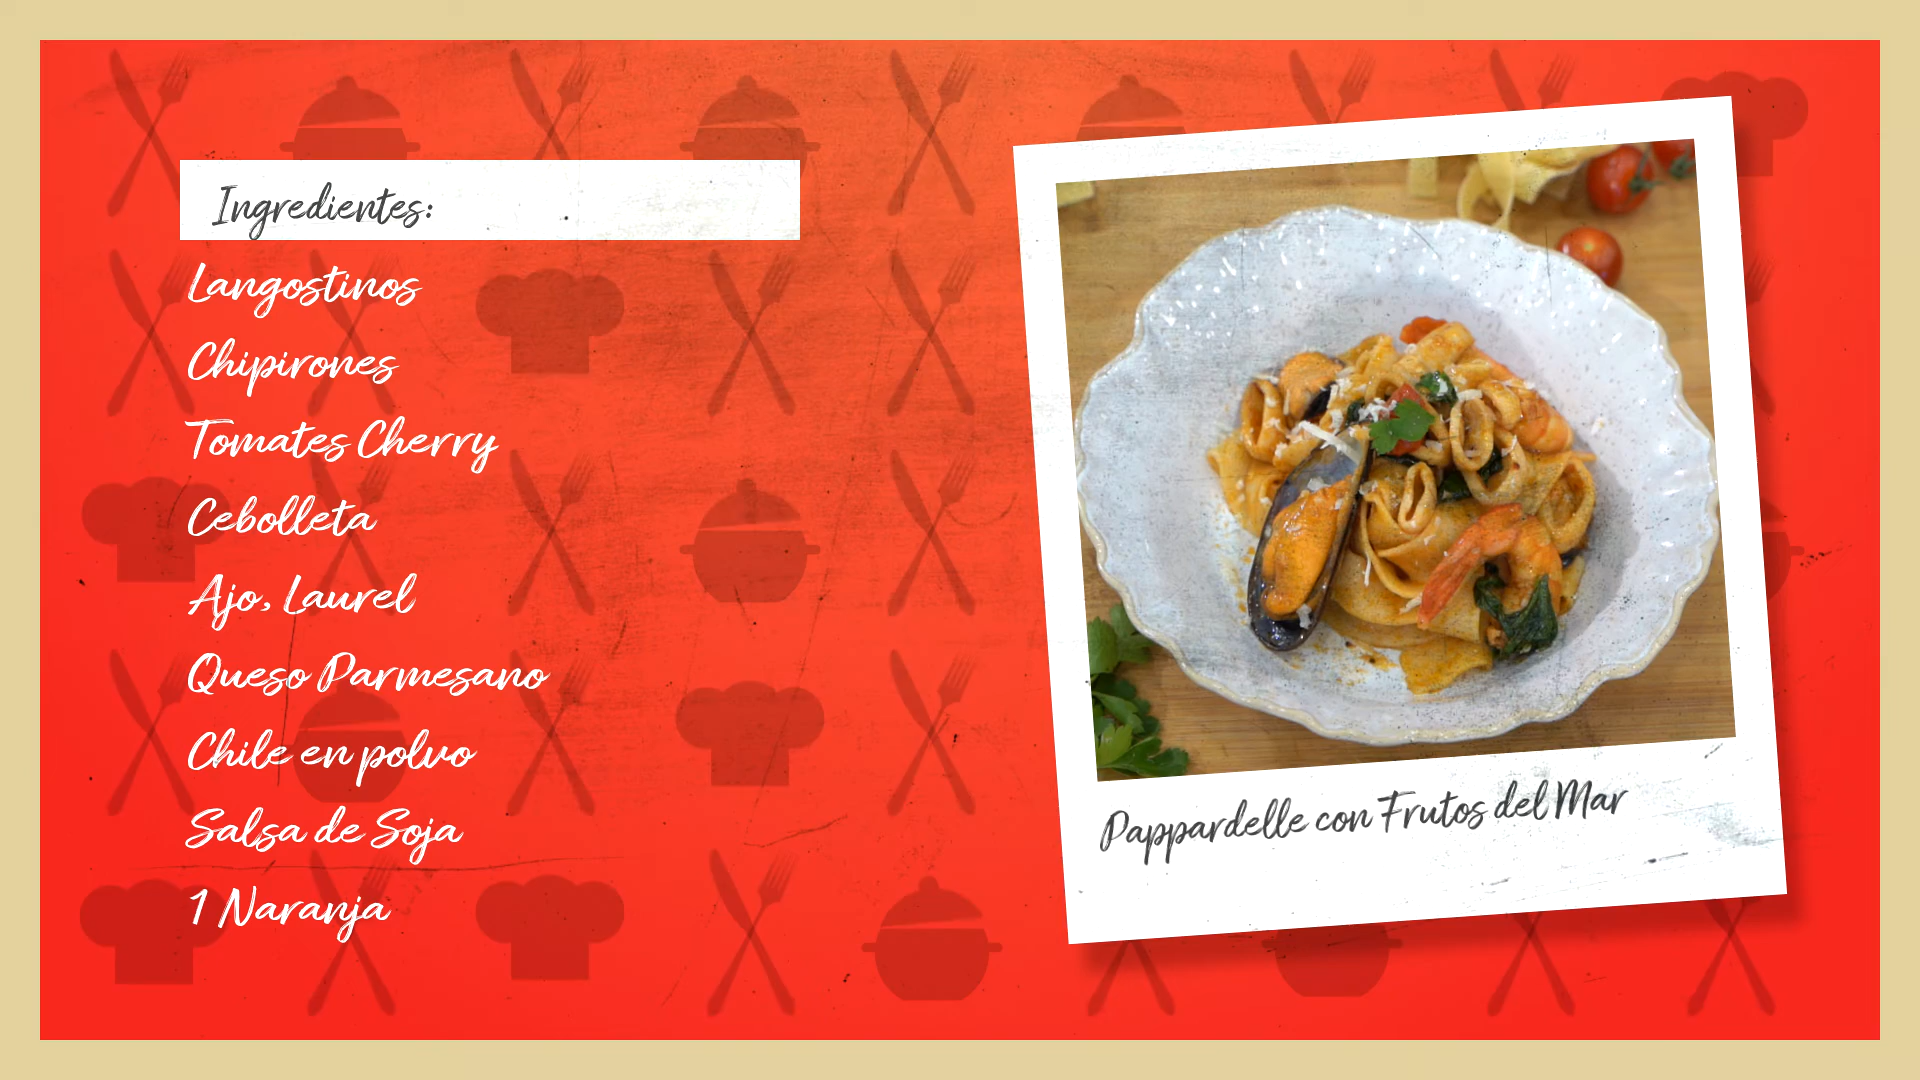 Ingredientes:
Langostinos
Chipirones
Tomates Cherry
Cebolleta
Ajo, Laurel
Queso Parmesano
Chile en polvo
Salsa de Soja
1 Naranja
Pappardelle con Frutos del Mar